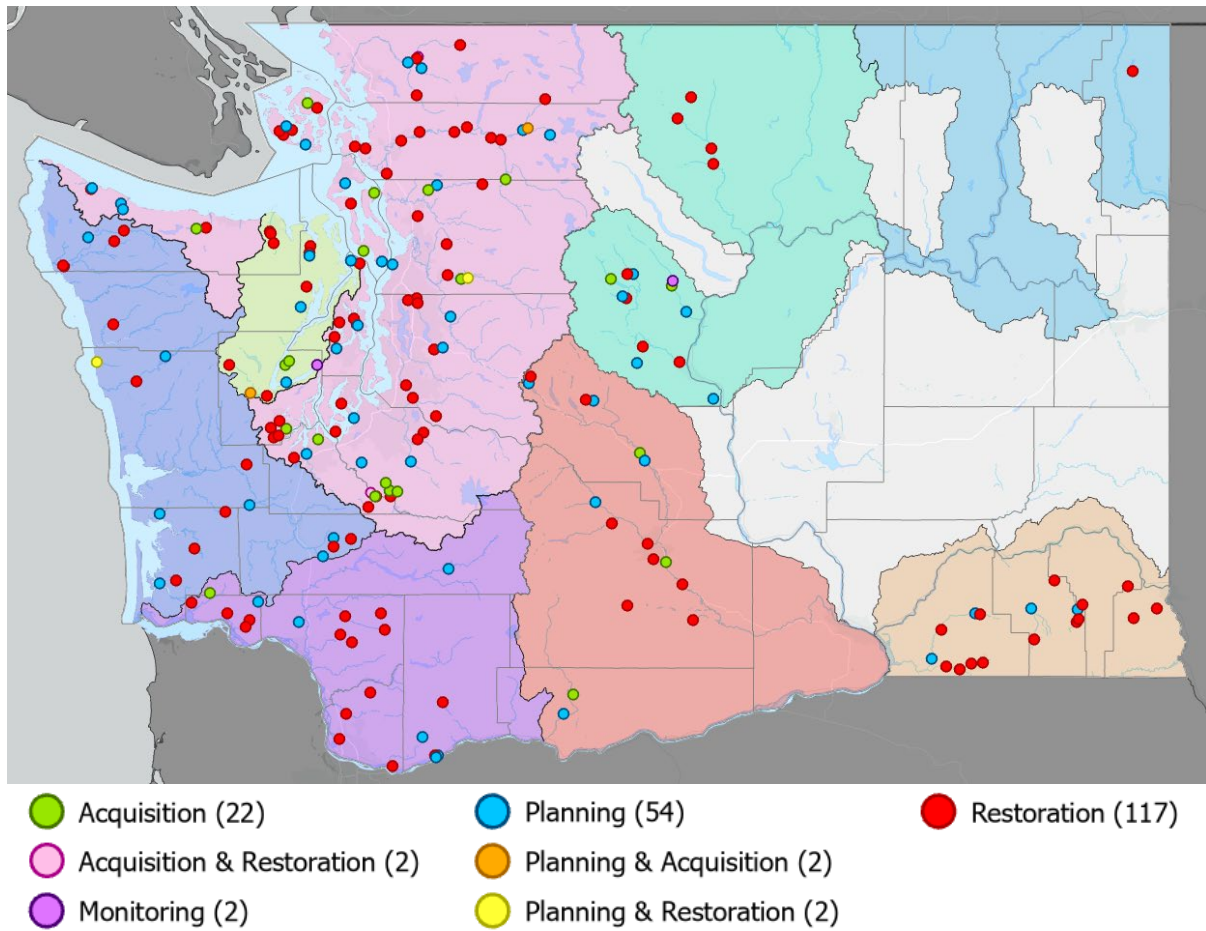 Acquisition (22)
Planning (54)
Restoration (117)
Acquisition & Restoration (2)
Planning & Acquisition (2)
Monitoring (2)
Planning & Restoration (2)